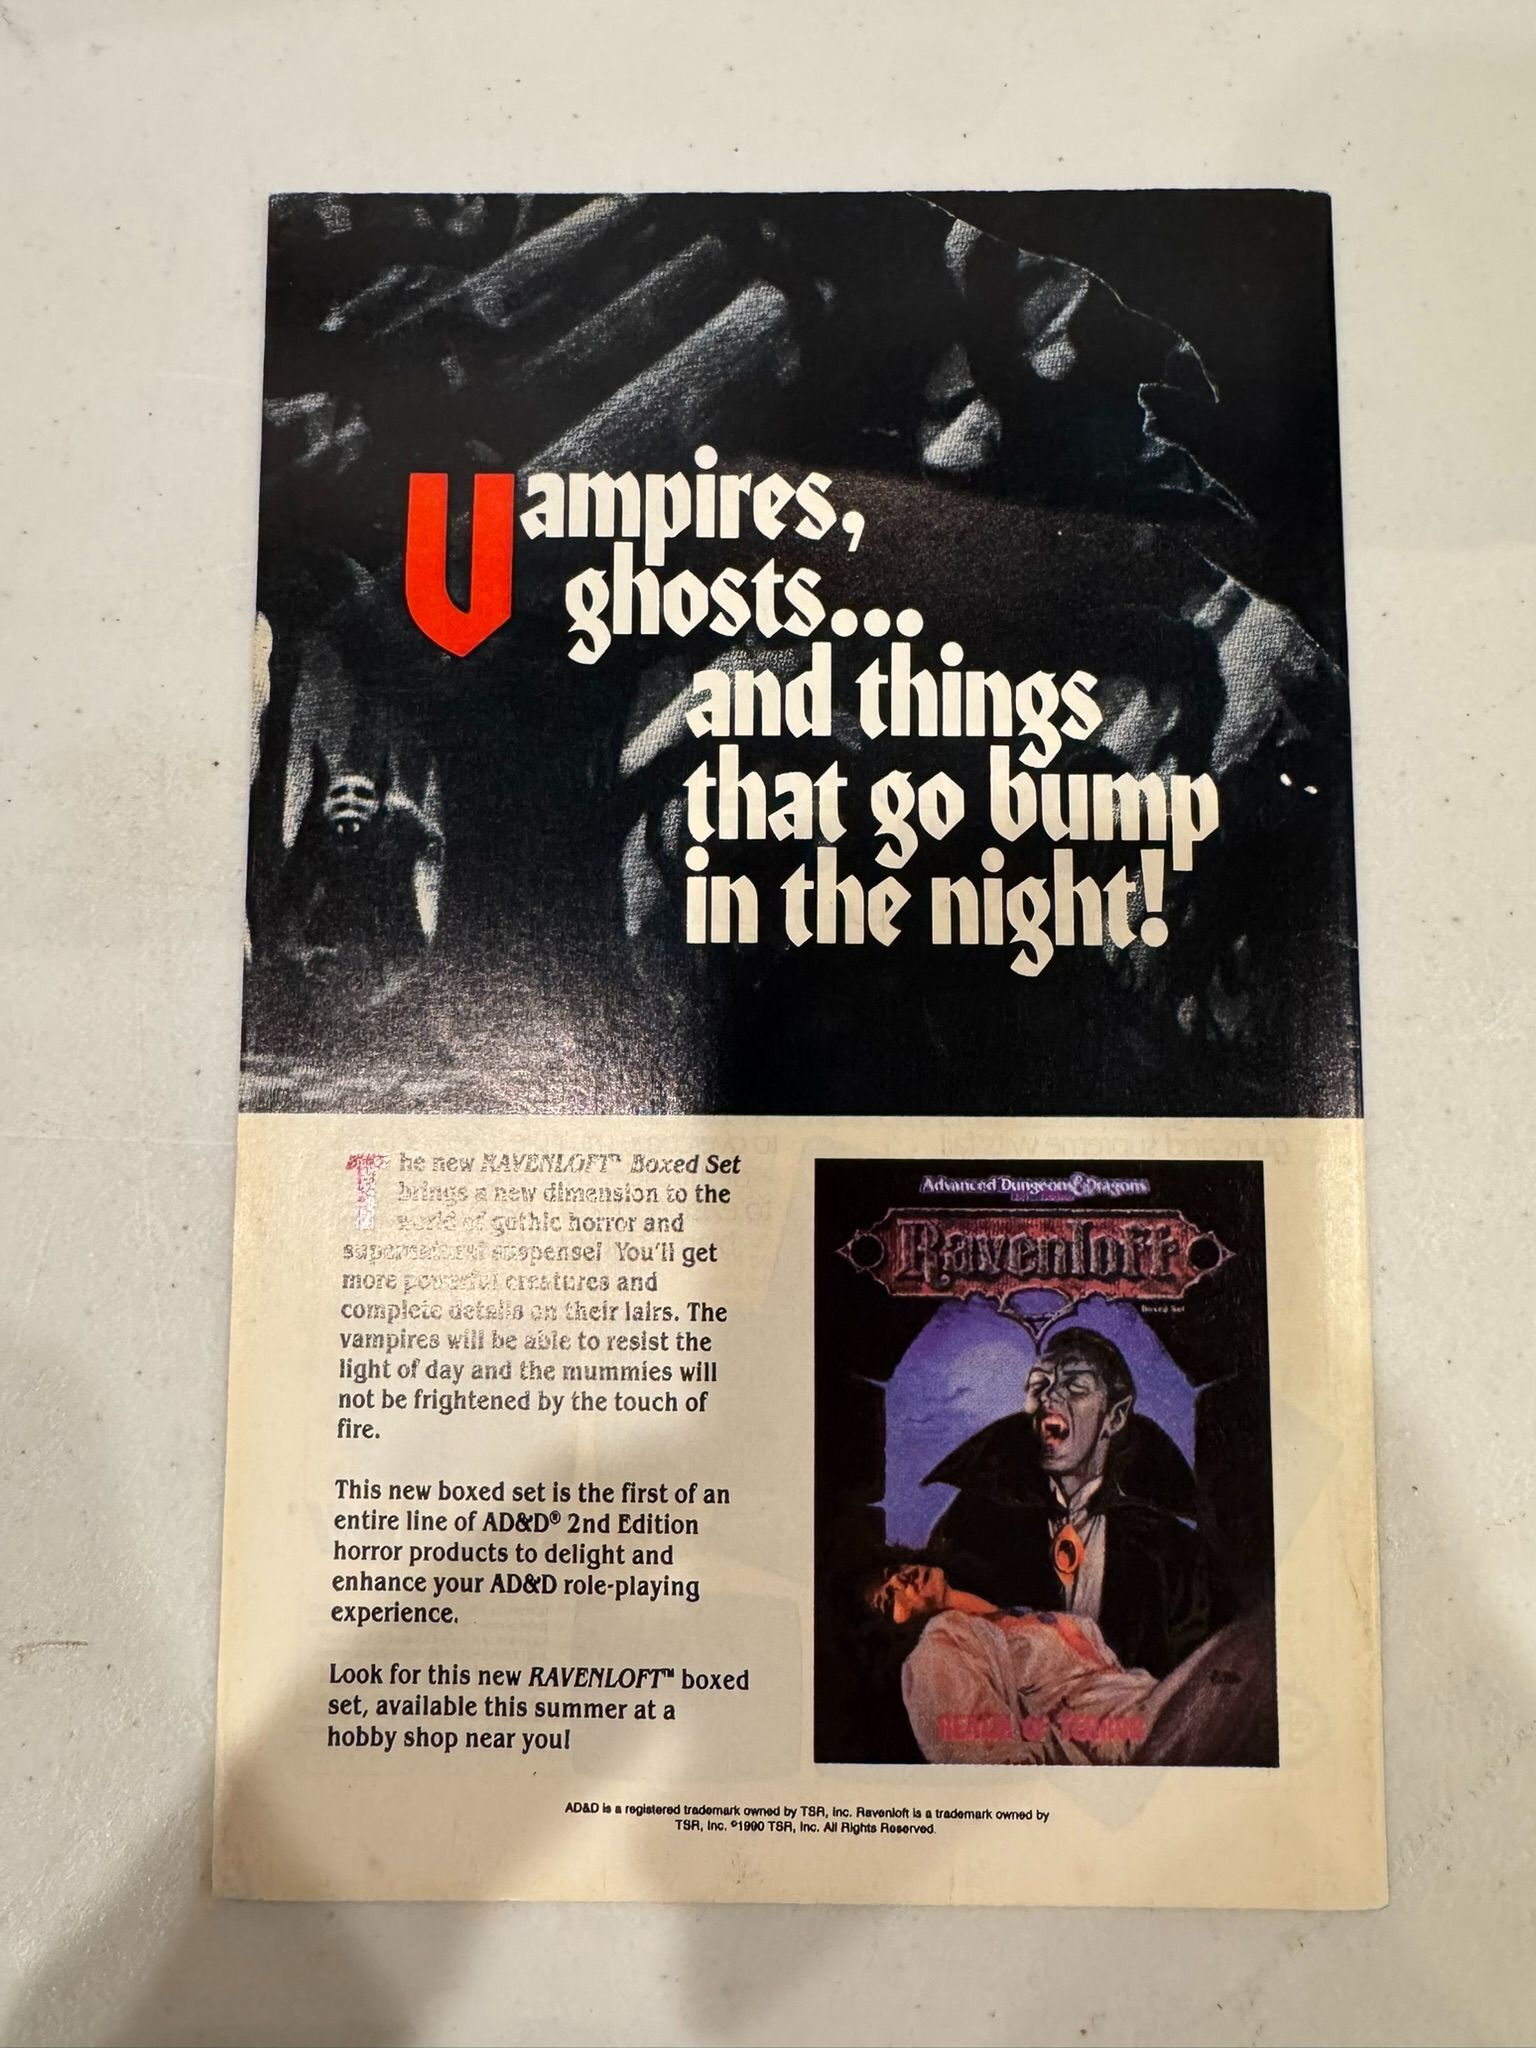 Vampires,
ghosts...
and things
that go bump
in the night!
The new RAVENLOFT™ Boxed Set
brings a new dimension to the
world of gothic horror and
supernatural suspense! You'll get
more powerful creatures and
complete details on their lairs. The
vampires will be able to resist the
light of day and the mummies will
not be frightened by the touch of
fire.
This new boxed set is the first of an
entire line of AD&D® 2nd Edition
horror products to delight and
enhance your AD&D role-playing
experience.
Look for this new RAVENLOFT™ boxed
set, available this summer at a
hobby shop near you!
Advanced Dungeons & Dragons
Ravenloft
Boxed Set
REALM OF TERROR
AD&D is a registered trademark owned by TSR, Inc. Ravenloft is a trademark owned by
TSR, Inc. ©1990 TSR, Inc. All Rights Reserved.